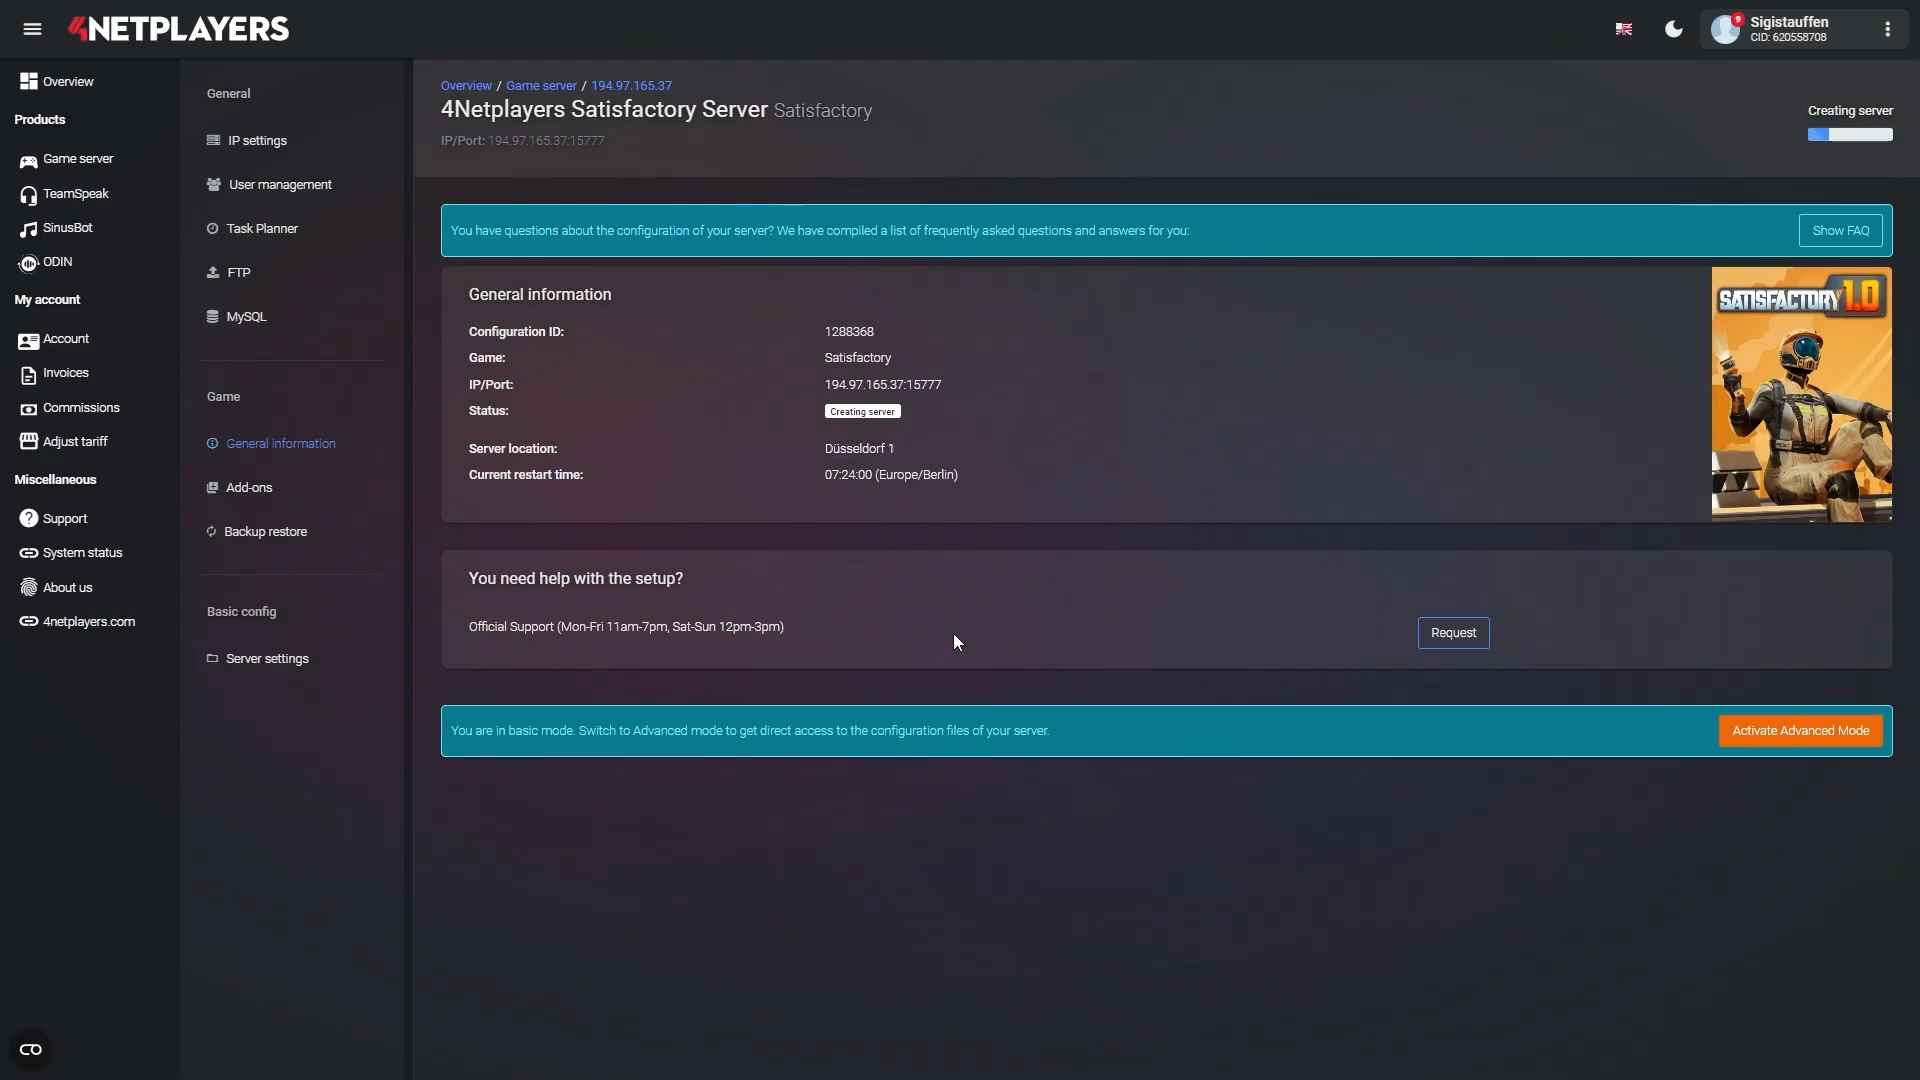 4NETPLAYERS
9
Sigistauffen
CID: 620558708
Overview
Products
Game server
TeamSpeak
SinusBot
ODIN
My account
Account
Invoices
Commissions
Adjust tariff
Miscellaneous
Support
System status
About us
4netplayers.com
General
IP settings
User management
Task Planner
FTP
MySQL
Game
General information
Add-ons
Backup restore
Basic config
Server settings
Overview / Game server / 194.97.165.37
4Netplayers Satisfactory Server Satisfactory
IP/Port: 194.97.165.37:15777
Creating server
You have questions about the configuration of your server? We have compiled a list of frequently asked questions and answers for you:
Show FAQ
General information
Configuration ID: 1288368
Game: Satisfactory
IP/Port: 194.97.165.37:15777
Status: Creating server
Server location: Düsseldorf 1
Current restart time: 07:24:00 (Europe/Berlin)
SATISFACTORY 1.0
You need help with the setup?
Official Support (Mon-Fri 11am-7pm, Sat-Sun 12pm-3pm)
Request
You are in basic mode. Switch to Advanced mode to get direct access to the configuration files of your server.
Activate Advanced Mode